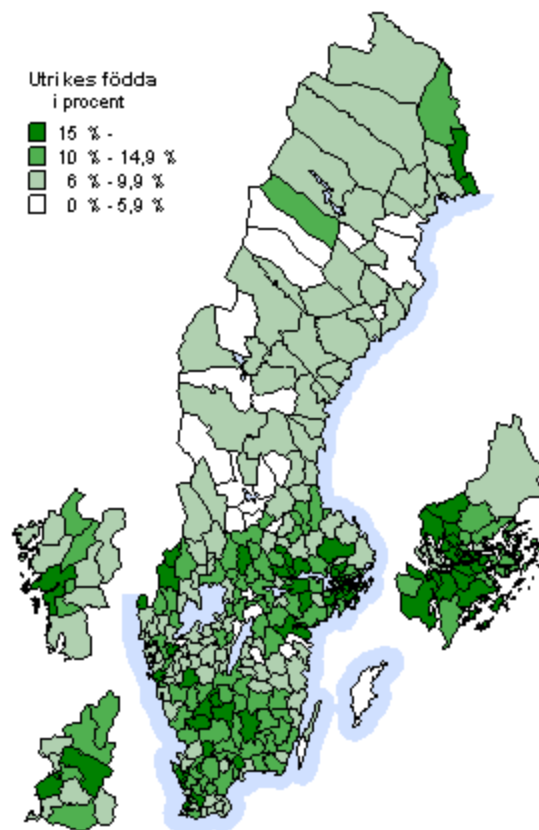 Utrikes födda
i procent
15 % -
10 % - 14,9 %
6 % - 9,9 %
0 % - 5,9 %